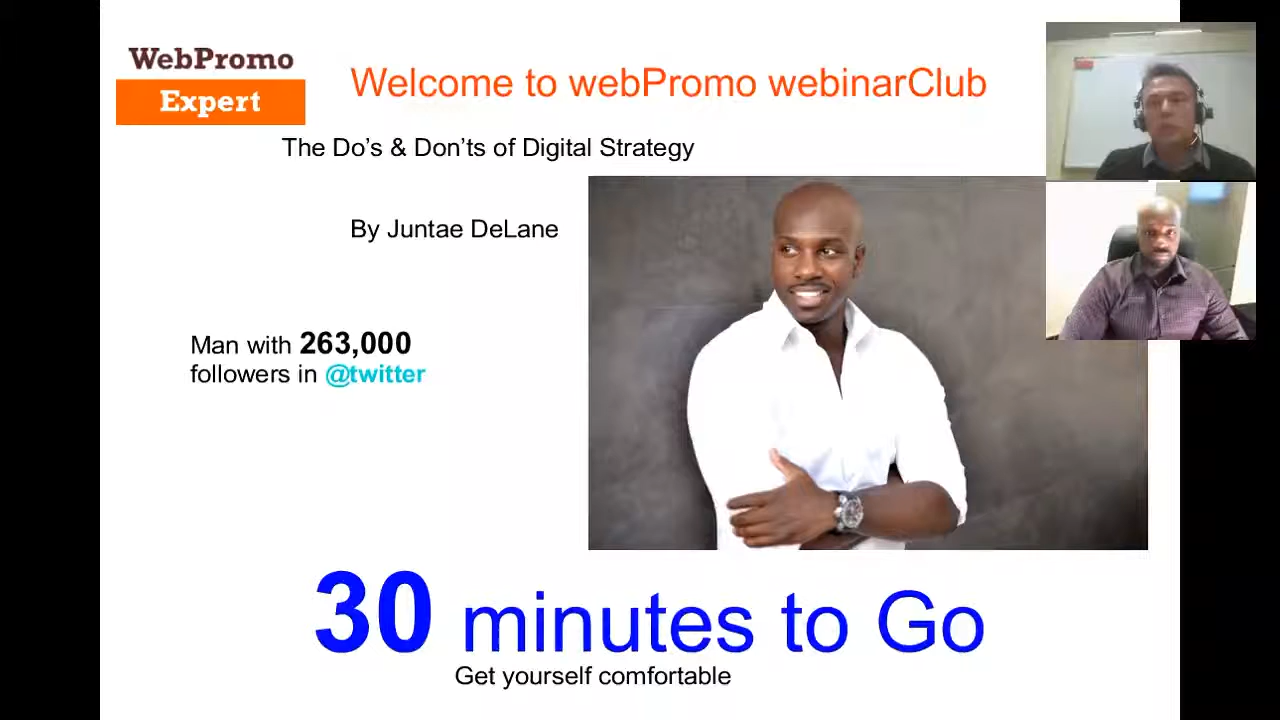 WebPromo
Expert
Welcome to webPromo webinarClub
The Do’s & Don’ts of Digital Strategy
By Juntae DeLane
Man with 263,000
followers in @twitter
30 minutes to Go
Get yourself comfortable